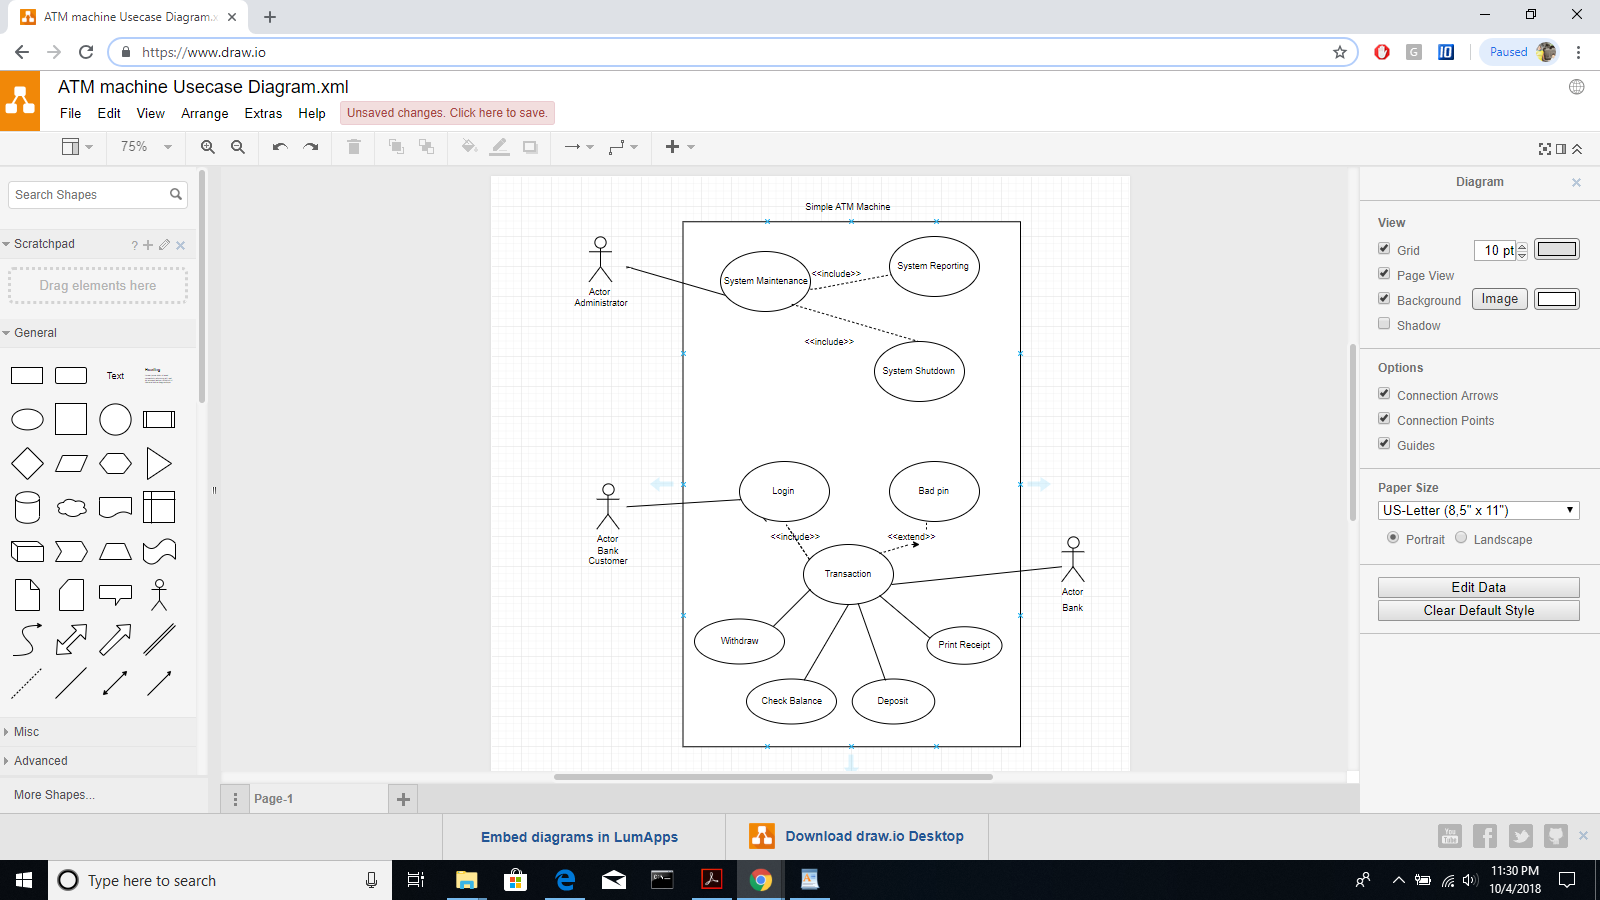 ATM machine Usecase Diagram.x
https://www.draw.io
G
Paused
ATM machine Usecase Diagram.xml
File Edit View Arrange Extras Help Unsaved changes. Click here to save.
75%
Search Shapes
Scratchpad
?
Drag elements here
General
Text
Heading
Misc
Advanced
More Shapes...
Simple ATM Machine
Actor
Administrator
System Maintenance
<<include>>
System Reporting
<<include>>
System Shutdown
Actor
Bank
Customer
Login
Bad pin
<<include>>
<<extend>>
Transaction
Actor
Bank
Withdraw
Print Receipt
Check Balance
Deposit
Diagram
View
Grid 10 pt
Page View
Background Image
Shadow
Options
Connection Arrows
Connection Points
Guides
Paper Size
US-Letter (8,5" x 11")
Portrait Landscape
Edit Data
Clear Default Style
Page-1
Embed diagrams in LumApps
Download draw.io Desktop
You
Tube
Type here to search
11:30 PM
10/4/2018